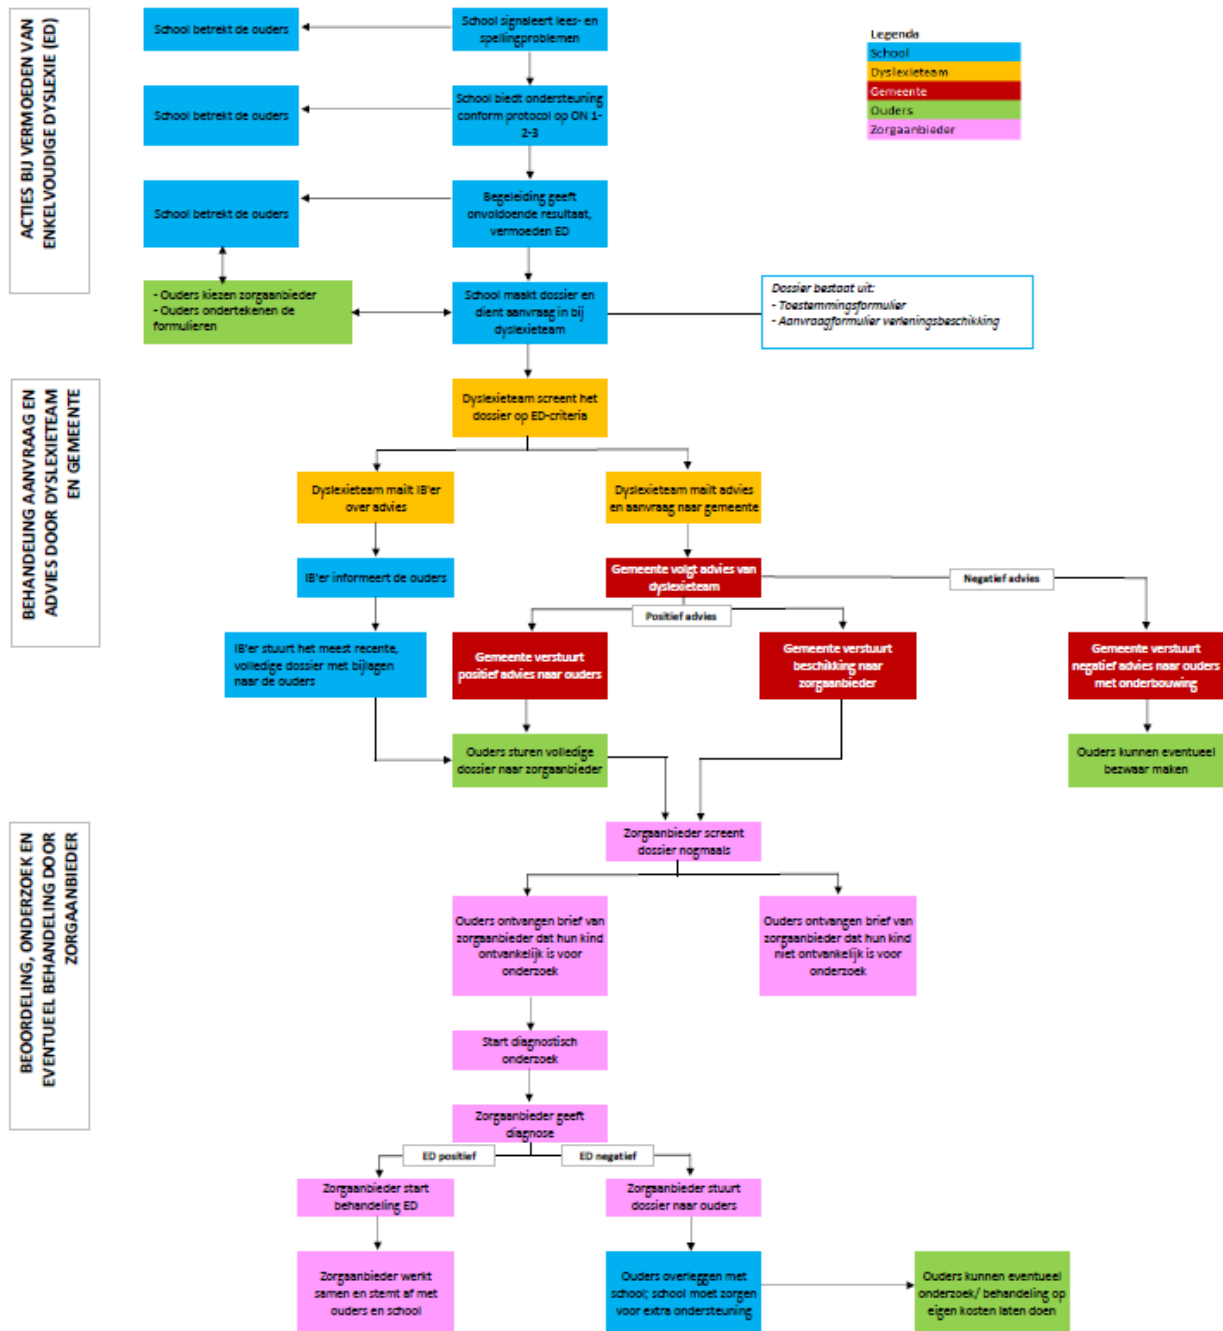 ACTIES BIJ VERMOEDEN VAN
ENKELVOUDIGE DYSLEXIE (ED)
School betrekt de ouders
School signaleert lees- en
spellingproblemen
Legenda
School
Dyslexieteam
Gemeente
Ouders
Zorgaanbieder
School betrekt de ouders
School biedt ondersteuning
conform protocol op ON 1-
2-3
School betrekt de ouders
Begeleiding geeft
onvoldoende resultaat,
vermoeden ED
- Ouders kiezen zorgaanbieder
- Ouders ondertekenen de
formulieren
School maakt dossier en
dient aanvraag in bij
dyslexieteam
Dossier bestaat uit:
- Toestemmingsformulier
- Aanvraagformulier verleningsbeschikking
BEHANDELING AANVRAAG EN
ADVIES DOOR DYSLEXIETEAM
EN GEMEENTE
Dyslexieteam screent het
dossier op ED-criteria
Dyslexieteam mailt IB'er
over advies
Dyslexieteam mailt advies
en aanvraag naar gemeente
IB'er informeert de ouders
Gemeente volgt advies van
dyslexieteam
Negatief advies
Positief advies
IB'er stuurt het meest recente,
volledige dossier met bijlagen
naar de ouders
Gemeente verstuurt
positief advies naar ouders
Gemeente verstuurt
beschikking naar
zorgaanbieder
Gemeente verstuurt
negatief advies naar ouders
met onderbouwing
Ouders sturen volledige
dossier naar zorgaanbieder
Ouders kunnen eventueel
bezwaar maken
BEOORDELING, ONDERZOEK EN
EVENTUEEL BEHANDELING DOOR
ZORGAANBIEDER
Zorgaanbieder screent
dossier nogmaals
Ouders ontvangen brief van
zorgaanbieder dat hun kind
ontvankelijk is voor
onderzoek
Ouders ontvangen brief van
zorgaanbieder dat hun kind
niet ontvankelijk is voor
onderzoek
Start diagnostisch
onderzoek
Zorgaanbieder geeft
diagnose
ED positief
ED negatief
Zorgaanbieder start
behandeling ED
Zorgaanbieder stuurt
dossier naar ouders
Zorgaanbieder werkt
samen en stemt af met
ouders en school
Ouders overleggen met
school; school moet zorgen
voor extra ondersteuning
Ouders kunnen eventueel
onderzoek/ behandeling op
eigen kosten laten doen